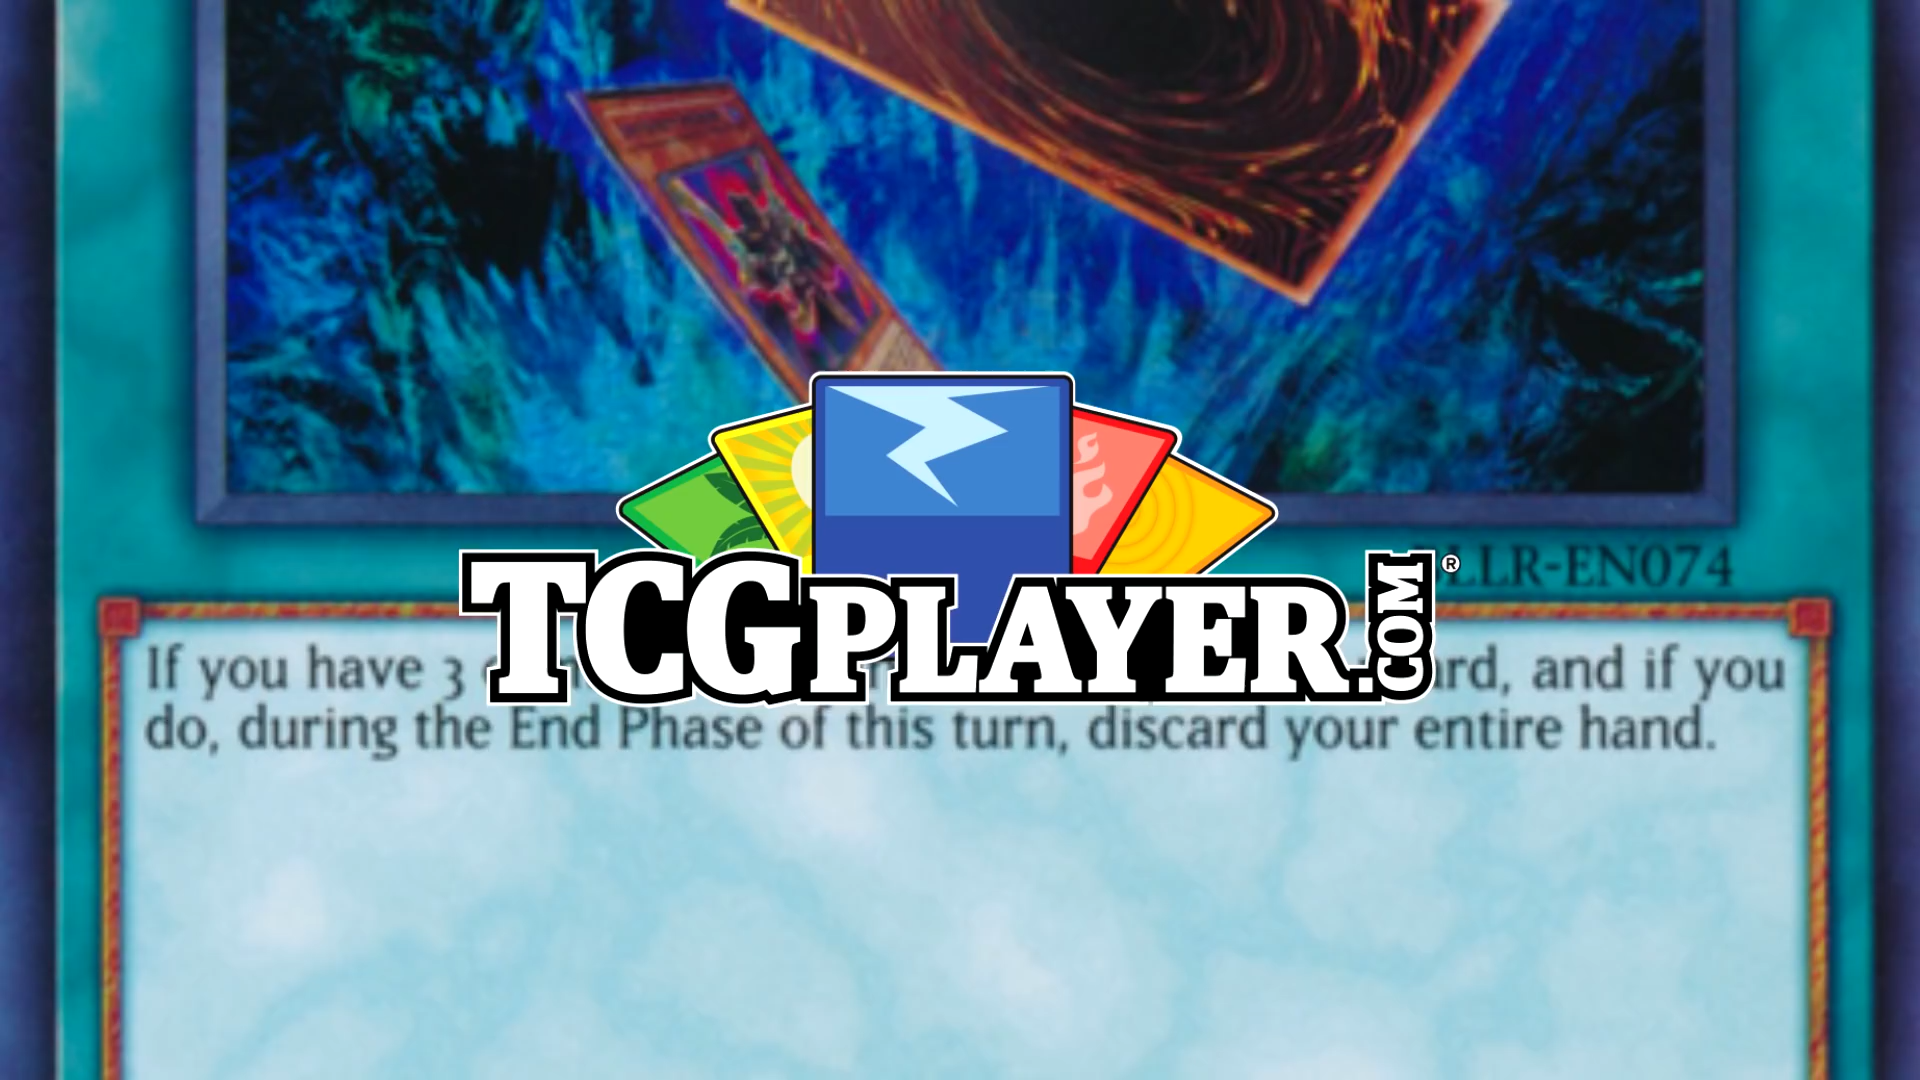 LLR-EN074
TCGPLAYER.COM®
If you have 3 ard, and if you
do, during the End Phase of this turn, discard your entire hand.